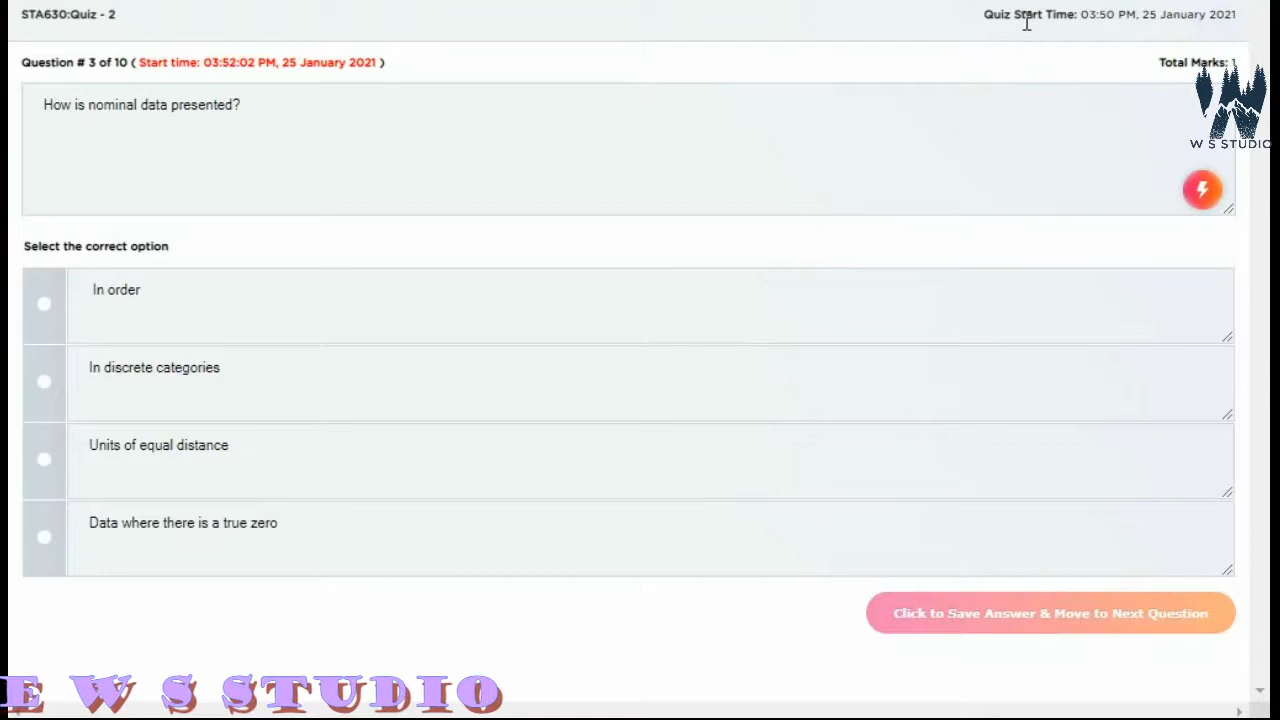 STA630:Quiz - 2
Quiz Start Time: 03:50 PM, 25 January 2021
Question # 3 of 10 ( Start time: 03:52:02 PM, 25 January 2021 )
Total Marks: 1
How is nominal data presented?
W S STUDIO
Select the correct option
In order
In discrete categories
Units of equal distance
Data where there is a true zero
Click to Save Answer & Move to Next Question
E W S STUDIO